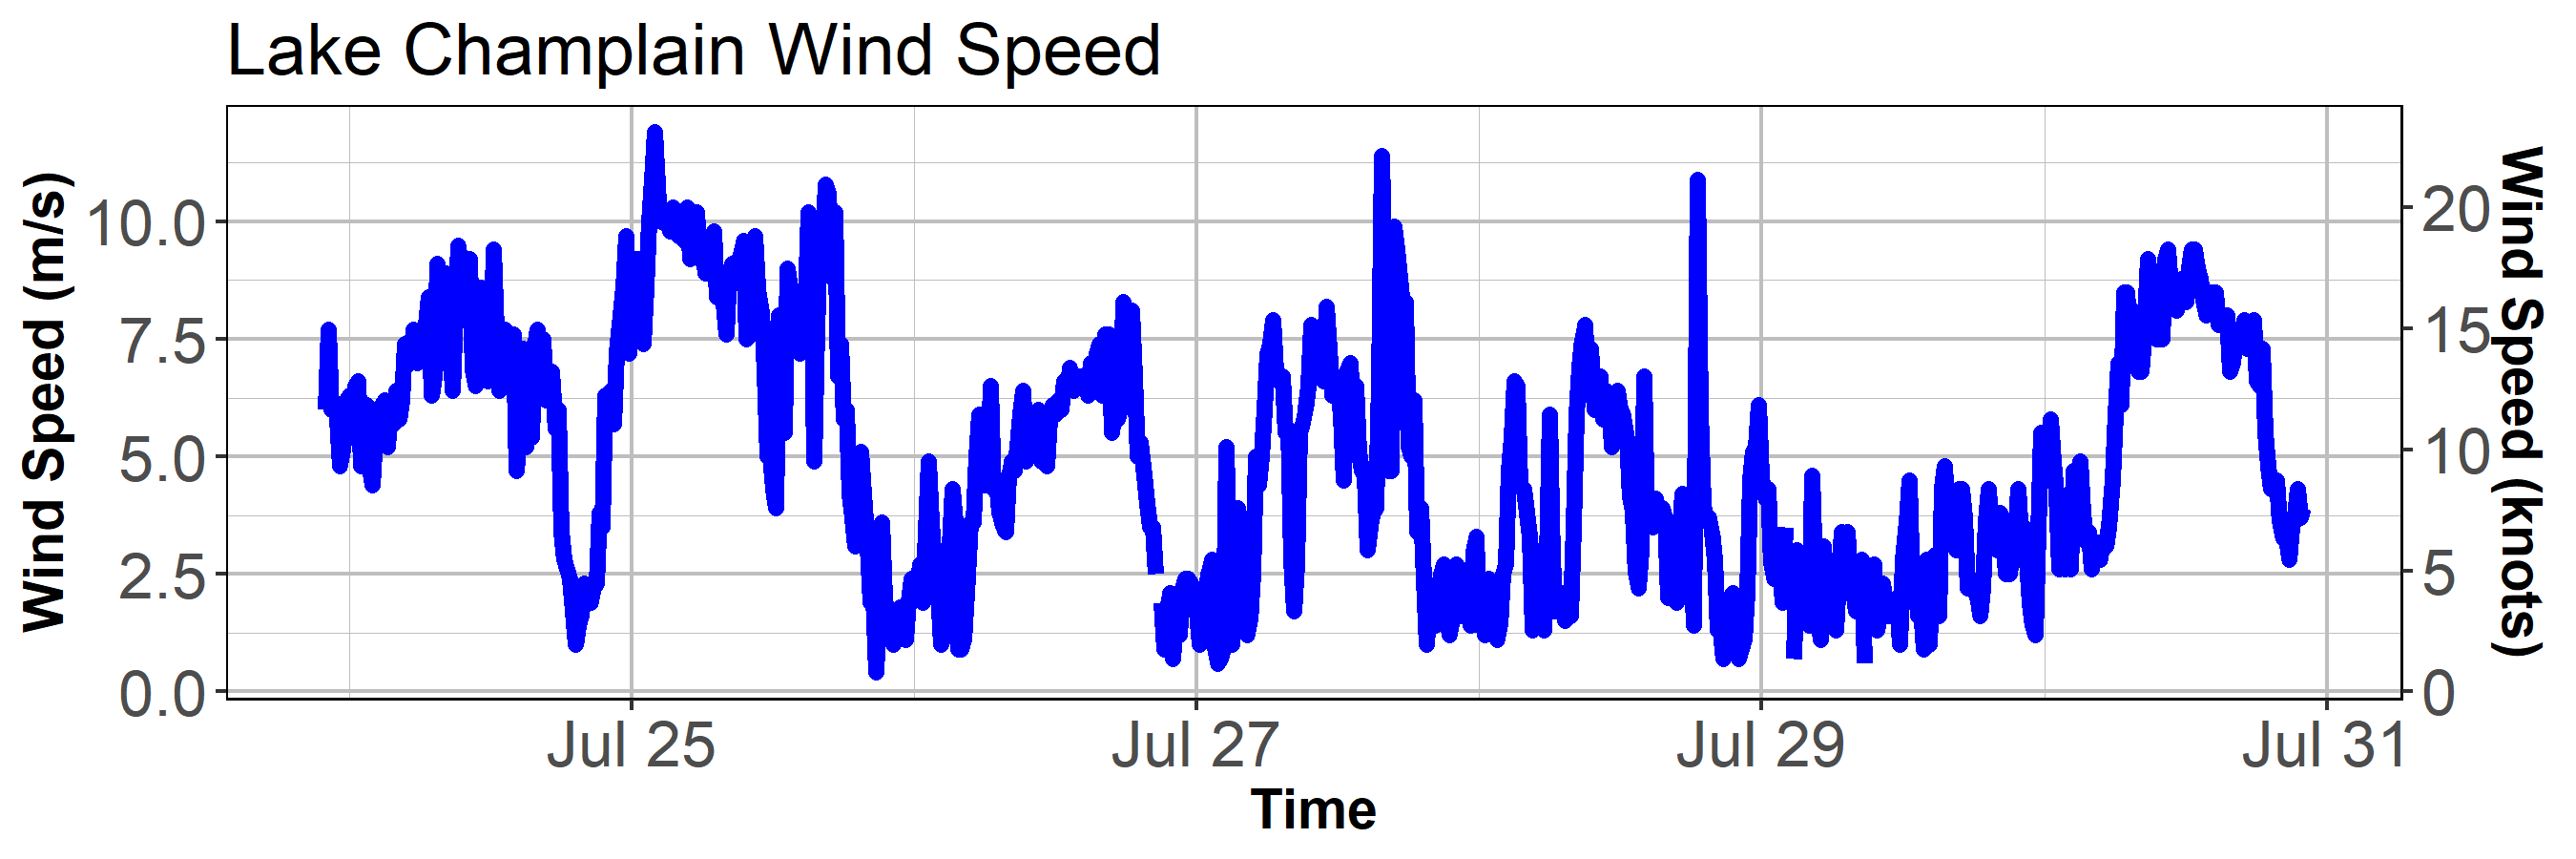 Lake Champlain Wind Speed
Wind Speed (m/s)
10.0
7.5
5.0
2.5
0.0
20
15
10
5
0
Wind Speed (knots)
Jul 25
Jul 27
Jul 29
Jul 31
Time